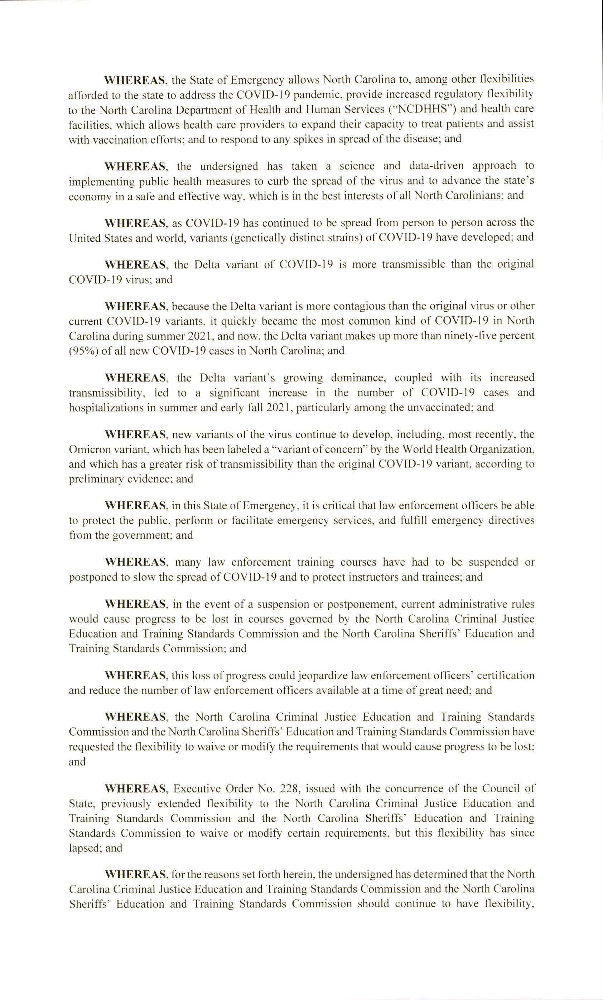 WHEREAS, the State of Emergency allows North Carolina to, among other flexibilities
afforded to the state to address the COVID-19 pandemic, provide increased regulatory flexibility
to the North Carolina Department of Health and Human Services (“NCDHHS”) and health care
facilities, which allows health care providers to expand their capacity to treat patients and assist
with vaccination efforts; and to respond to any spikes in spread of the disease; and
WHEREAS, the undersigned has taken a science and data-driven approach to
implementing public health measures to curb the spread of the virus and to advance the state’s
economy in a safe and effective way, which is in the best interests of all North Carolinians; and
WHEREAS, as COVID-19 has continued to be spread from person to person across the
United States and world, variants (genetically distinct strains) of COVID-19 have developed; and
WHEREAS, the Delta variant of COVID-19 is more transmissible than the original
COVID-19 virus; and
WHEREAS, because the Delta variant is more contagious than the original virus or other
current COVID-19 variants, it quickly became the most common kind of COVID-19 in North
Carolina during summer 2021, and now, the Delta variant makes up more than ninety-five percent
(95%) of all new COVID-19 cases in North Carolina; and
WHEREAS, the Delta variant’s growing dominance, coupled with its increased
transmissibility, led to a significant increase in the number of COVID-19 cases and
hospitalizations in summer and early fall 2021, particularly among the unvaccinated; and
WHEREAS, new variants of the virus continue to develop, including, most recently, the
Omicron variant, which has been labeled a “variant of concern” by the World Health Organization,
and which has a greater risk of transmissibility than the original COVID-19 variant, according to
preliminary evidence; and
WHEREAS, in this State of Emergency, it is critical that law enforcement officers be able
to protect the public, perform or facilitate emergency services, and fulfill emergency directives
from the government; and
WHEREAS, many law enforcement training courses have had to be suspended or
postponed to slow the spread of COVID-19 and to protect instructors and trainees; and
WHEREAS, in the event of a suspension or postponement, current administrative rules
would cause progress to be lost in courses governed by the North Carolina Criminal Justice
Education and Training Standards Commission and the North Carolina Sheriffs’ Education and
Training Standards Commission; and
WHEREAS, this loss of progress could jeopardize law enforcement officers’ certification
and reduce the number of law enforcement officers available at a time of great need; and
WHEREAS, the North Carolina Criminal Justice Education and Training Standards
Commission and the North Carolina Sheriffs’ Education and Training Standards Commission have
requested the flexibility to waive or modify the requirements that would cause progress to be lost;
and
WHEREAS, Executive Order No. 228, issued with the concurrence of the Council of
State, previously extended flexibility to the North Carolina Criminal Justice Education and
Training Standards Commission and the North Carolina Sheriffs’ Education and Training
Standards Commission to waive or modify certain requirements, but this flexibility has since
lapsed; and
WHEREAS, for the reasons set forth herein, the undersigned has determined that the North
Carolina Criminal Justice Education and Training Standards Commission and the North Carolina
Sheriffs’ Education and Training Standards Commission should continue to have flexibility,